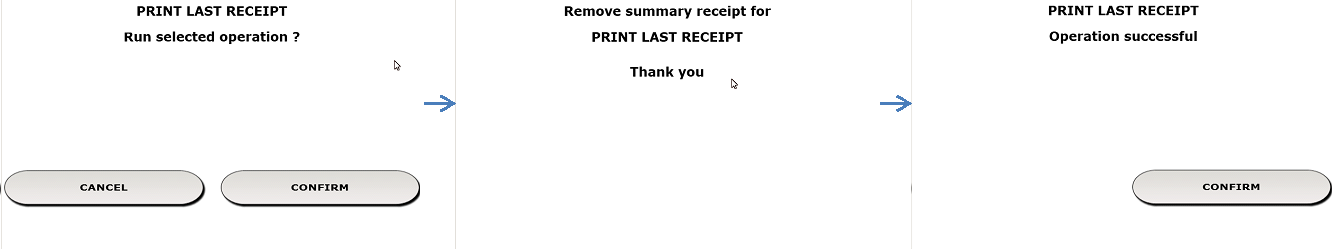 PRINT LAST RECEIPT
Run selected operation ?
CANCEL
CONFIRM
Remove summary receipt for
PRINT LAST RECEIPT
Thank you
PRINT LAST RECEIPT
Operation successful
CONFIRM